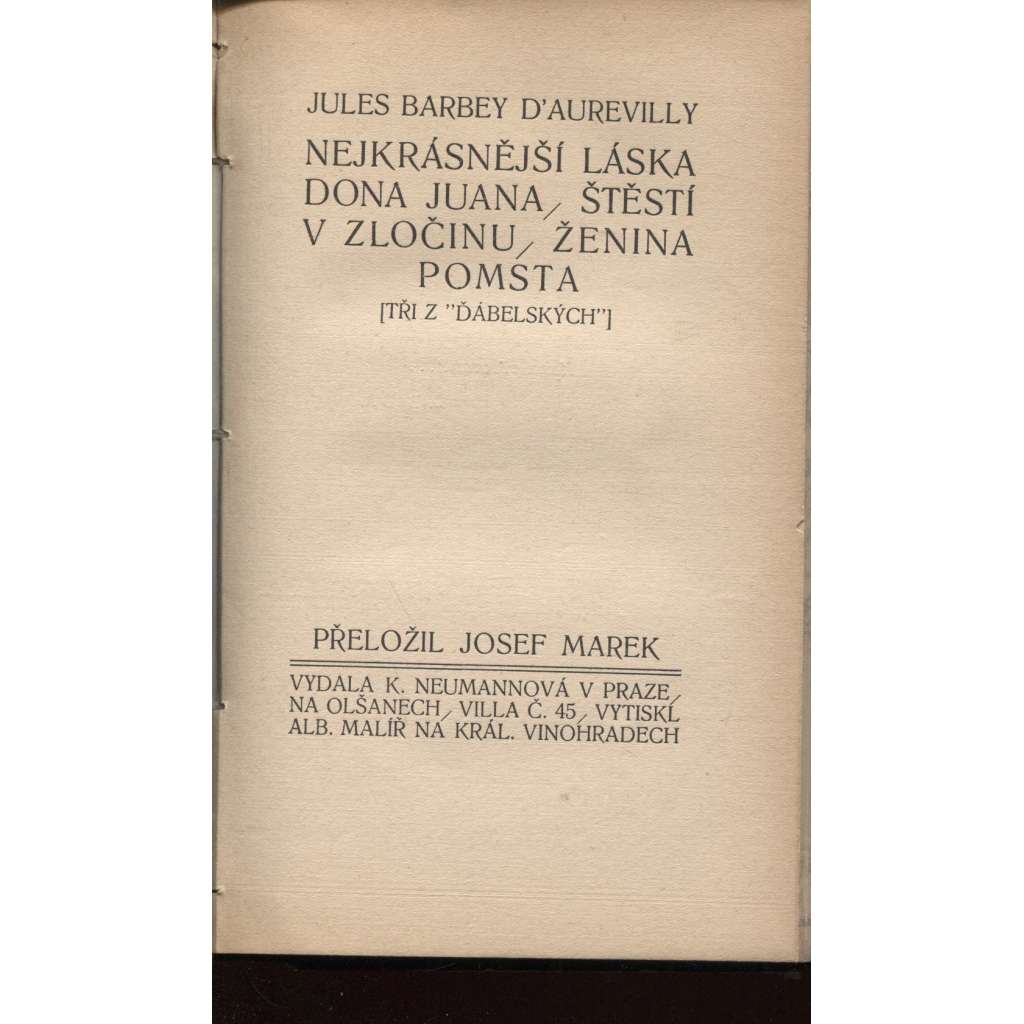 JULES BARBEY D'AUREVILLY
NEJKRÁSNĚJŠÍ LÁSKA
DONA JUANA/ ŠTĚSTÍ
V ZLOČINU/ ŽENINA
POMSTA
[TŘI Z "ĎÁBELSKÝCH"]
PŘELOŽIL JOSEF MAREK
VYDALA K. NEUMANNOVÁ V PRAZE/
NA OLŠANECH/ VILLA Č. 45/ VYTISKL
ALB. MALÍŘ NA KRÁL. VINOHRADECH